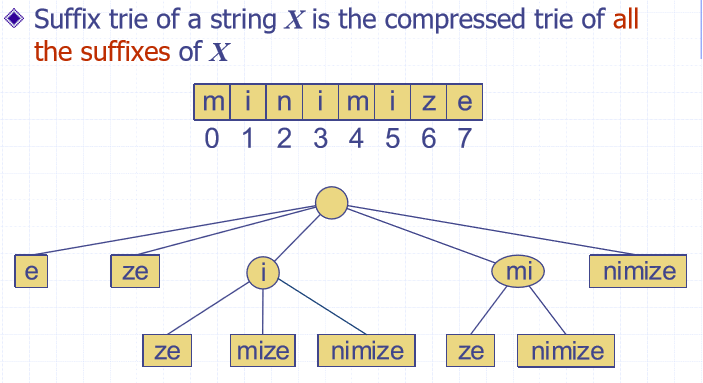 Suffix trie of a string X is the compressed trie of all
the suffixes of X
m i n i m i z e
0 1 2 3 4 5 6 7
e ze i mi nimize
ze mize nimize ze nimize